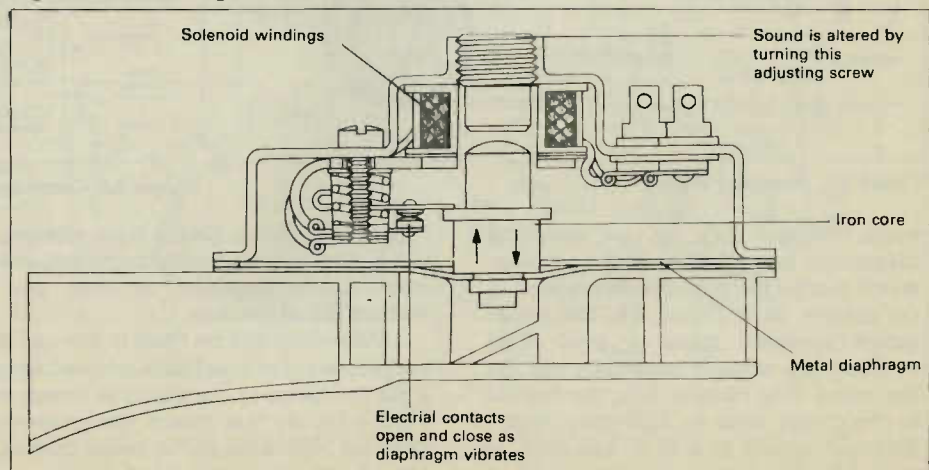 Solenoid windings
Sound is altered by
turning this
adjusting screw
Iron core
Metal diaphragm
Electrial contacts
open and close as
diaphragm vibrates